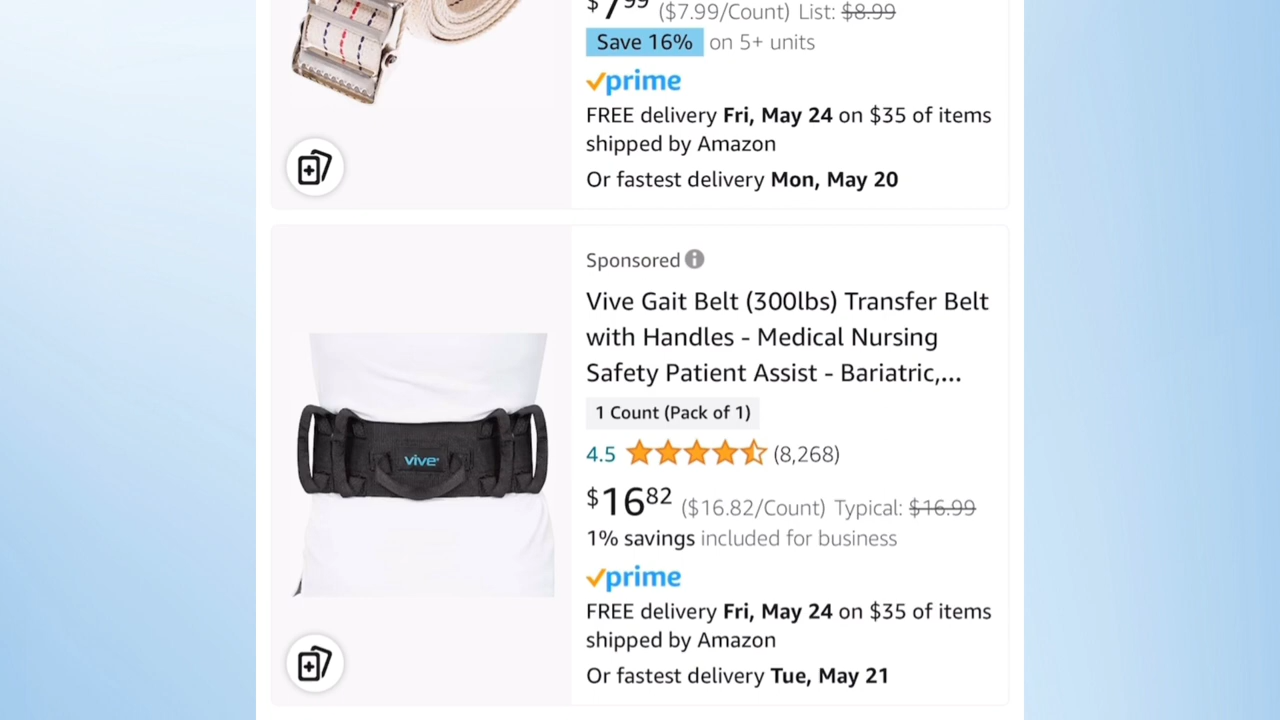 $7.99 ($7.99/Count) List: $8.99
Save 16% on 5+ units
prime
FREE delivery Fri, May 24 on $35 of items
shipped by Amazon
Or fastest delivery Mon, May 20
Sponsored
Vive Gait Belt (300lbs) Transfer Belt
with Handles - Medical Nursing
Safety Patient Assist - Bariatric,...
1 Count (Pack of 1)
4.5 (8,268)
$16.82 ($16.82/Count) Typical: $16.99
1% savings included for business
prime
FREE delivery Fri, May 24 on $35 of items
shipped by Amazon
Or fastest delivery Tue, May 21
vive